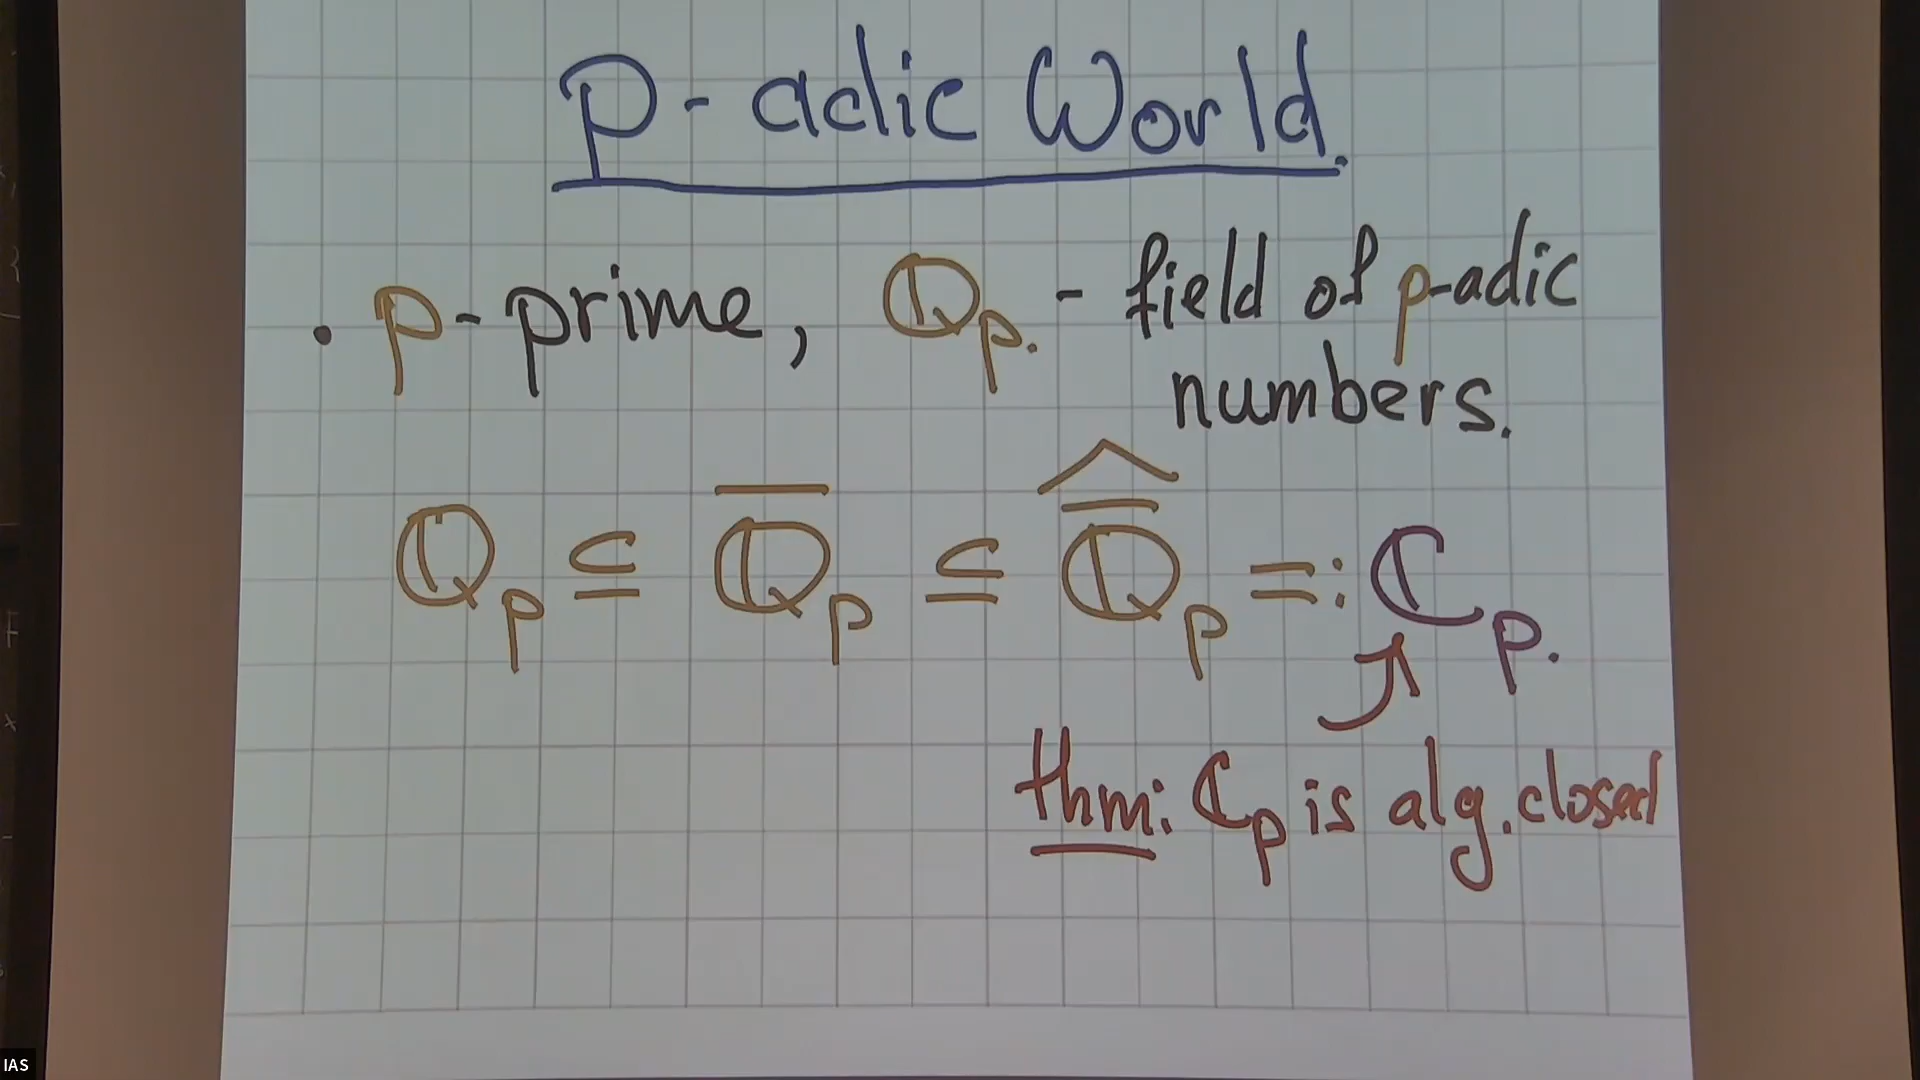 p-adic World.
• p-prime, ℚp. - field of p-adic
numbers.
ℚp ⊆ ℚ̅p ⊆ ℚ̅̂p =: ℂp.
thm: ℂp is alg. closed
IAS